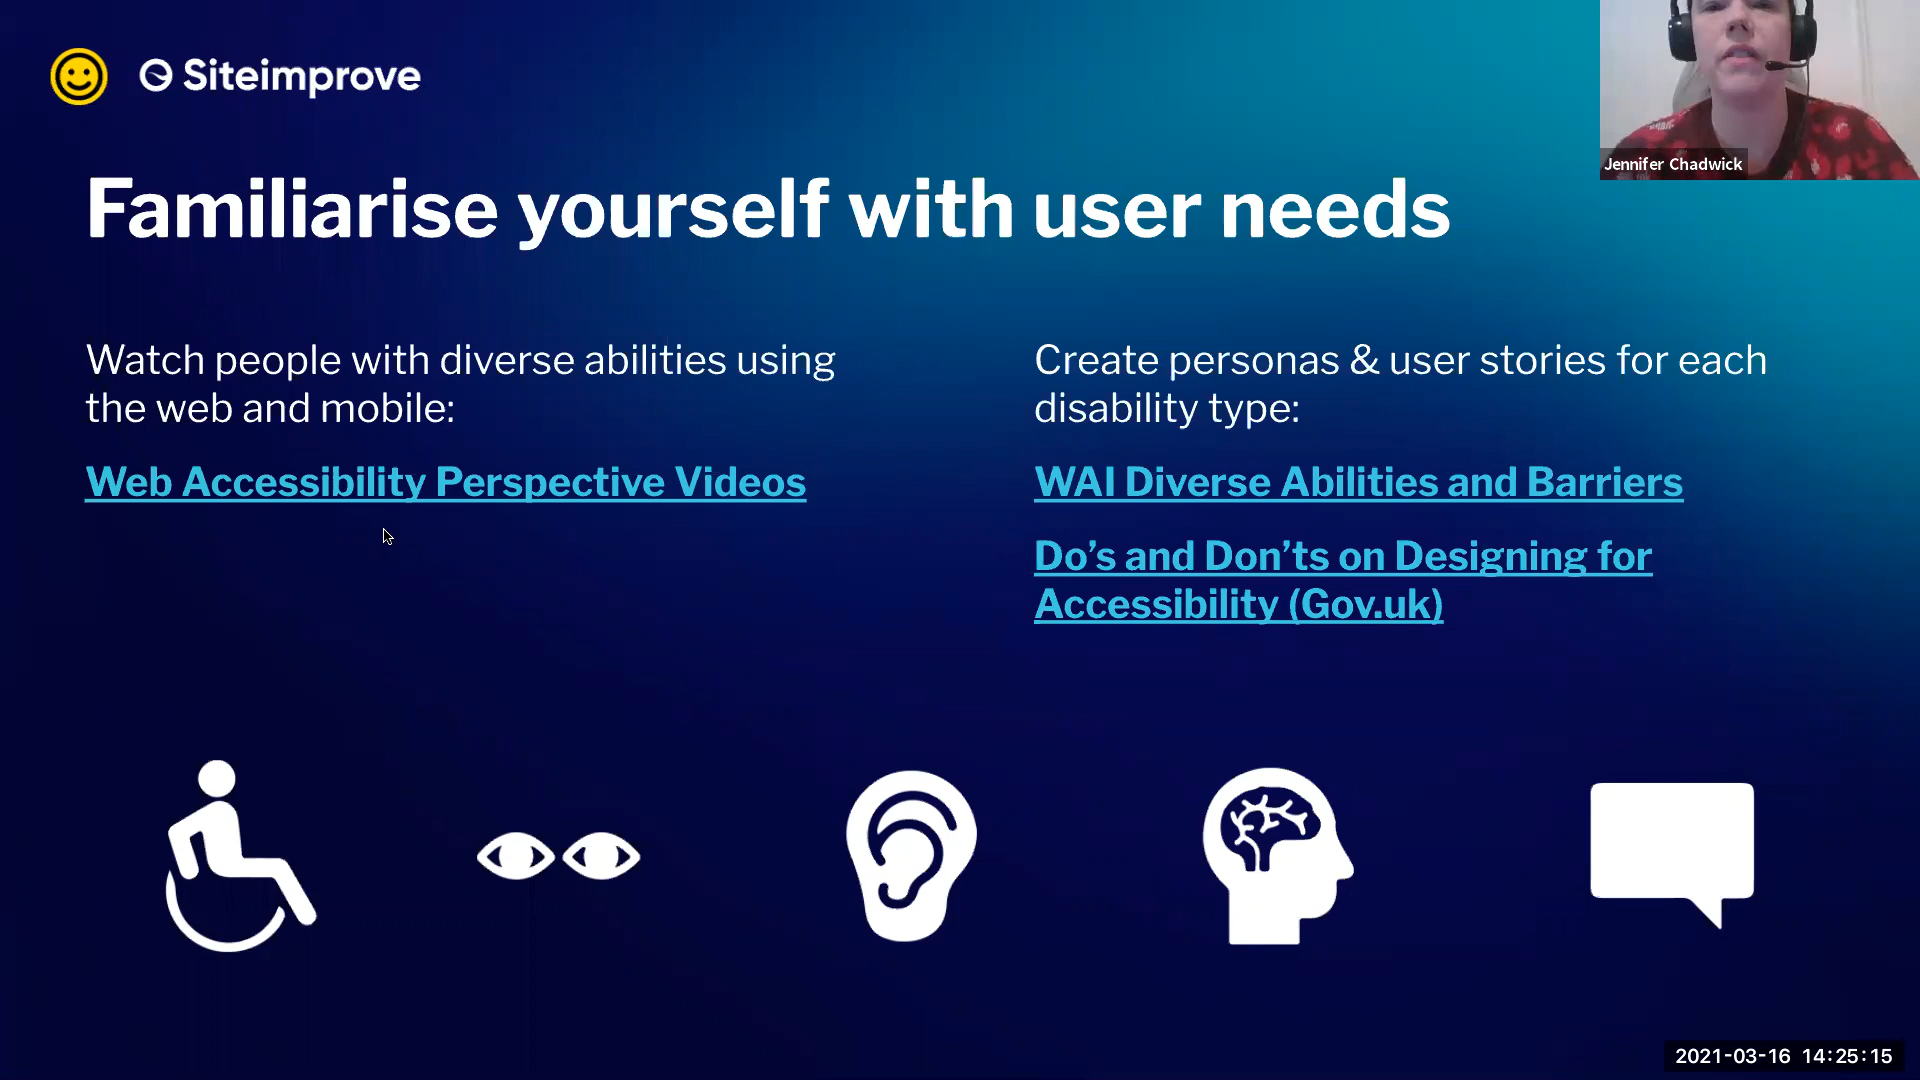 Siteimprove
Jennifer Chadwick
Familiarise yourself with user needs
Watch people with diverse abilities using
the web and mobile:
Web Accessibility Perspective Videos
Create personas & user stories for each
disability type:
WAI Diverse Abilities and Barriers
Do’s and Don’ts on Designing for
Accessibility (Gov.uk)
2021-03-16 14:25:15